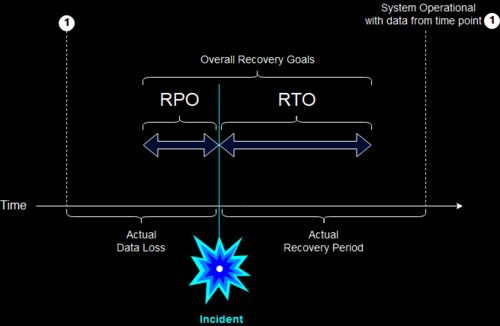 1
System Operational
with data from time point 1
Overall Recovery Goals
RPO
RTO
Time
Actual
Data Loss
Actual
Recovery Period
Incident